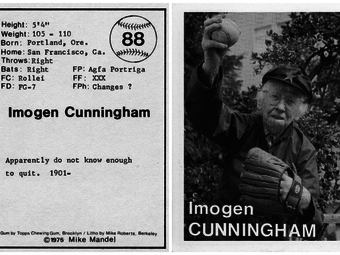 Height: 5'4"
Weight: 105 - 110
Born: Portland, Ore.
Home: San Francisco, Ca.
Throws: Right
Bats: Right FP: Agfa Portriga
FC: Rollei FF: XXX
FD: FG-7 FPh: Changes ?
88
Imogen Cunningham
Apparently do not know enough
to quit. 1901-
Gum by Topps Chewing Gum, Brooklyn / Litho by Mike Roberts, Berkeley
©1975 Mike Mandel
Imogen
CUNNINGHAM